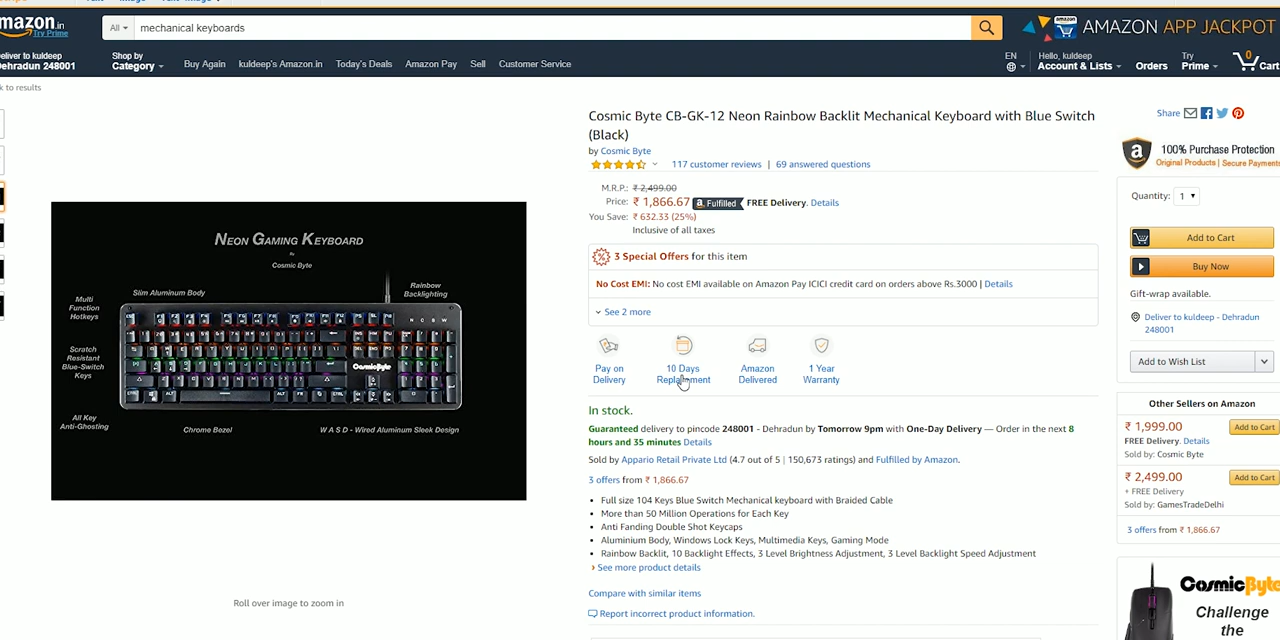 mazon.in
Try Prime
All
mechanical keyboards
amazon
AMAZON APP JACKPOT
eliver to kuldeep
Dehradun 248001
Shop by
Category
Buy Again
kuldeep's Amazon.in
Today's Deals
Amazon Pay
Sell
Customer Service
EN
Hello, kuldeep
Account & Lists
Orders
Try
Prime
0
Cart
k to results
Cosmic Byte CB-GK-12 Neon Rainbow Backlit Mechanical Keyboard with Blue Switch
(Black)
by Cosmic Byte
117 customer reviews | 69 answered questions
M.R.P.: ₹ 2,499.00
Price: ₹ 1,866.67 a Fulfilled FREE Delivery. Details
You Save: ₹ 632.33 (25%)
Inclusive of all taxes
3 Special Offers for this item
No Cost EMI: No cost EMI available on Amazon Pay ICICI credit card on orders above Rs.3000 | Details
See 2 more
Pay on
Delivery
10 Days
Replacement
Amazon
Delivered
1 Year
Warranty
In stock.
Guaranteed delivery to pincode 248001 - Dehradun by Tomorrow 9pm with One-Day Delivery — Order in the next 8
hours and 35 minutes Details
Sold by Appario Retail Private Ltd (4.7 out of 5 | 150,673 ratings) and Fulfilled by Amazon.
3 offers from ₹ 1,866.67
• Full size 104 Keys Blue Switch Mechanical keyboard with Braided Cable
• More than 50 Million Operations for Each Key
• Anti Fanding Double Shot Keycaps
• Aluminium Body, Windows Lock Keys, Multimedia Keys, Gaming Mode
• Rainbow Backlit, 10 Backlight Effects, 3 Level Brightness Adjustment, 3 Level Backlight Speed Adjustment
› See more product details
Compare with similar items
Report incorrect product information.
NEON GAMING KEYBOARD
By
Cosmic Byte
Slim Aluminum Body
Rainbow
Backlighting
Multi
Function
Hotkeys
Scratch
Resistant
Blue-Switch
Keys
CosmicByte
All Key
Anti-Ghosting
Chrome Bezel
W A S D - Wired Aluminum Sleek Design
Roll over image to zoom in
Share
a
100% Purchase Protection
Original Products | Secure Payments
Quantity: 1
Add to Cart
Buy Now
Gift-wrap available.
Deliver to kuldeep - Dehradun
248001
Add to Wish List
Other Sellers on Amazon
₹ 1,999.00
Add to Cart
FREE Delivery. Details
Sold by: Cosmic Byte
₹ 2,499.00
Add to Cart
+ FREE Delivery
Sold by: GamesTradeDelhi
3 offers from ₹ 1,866.67
CosmicByte
Challenge
the